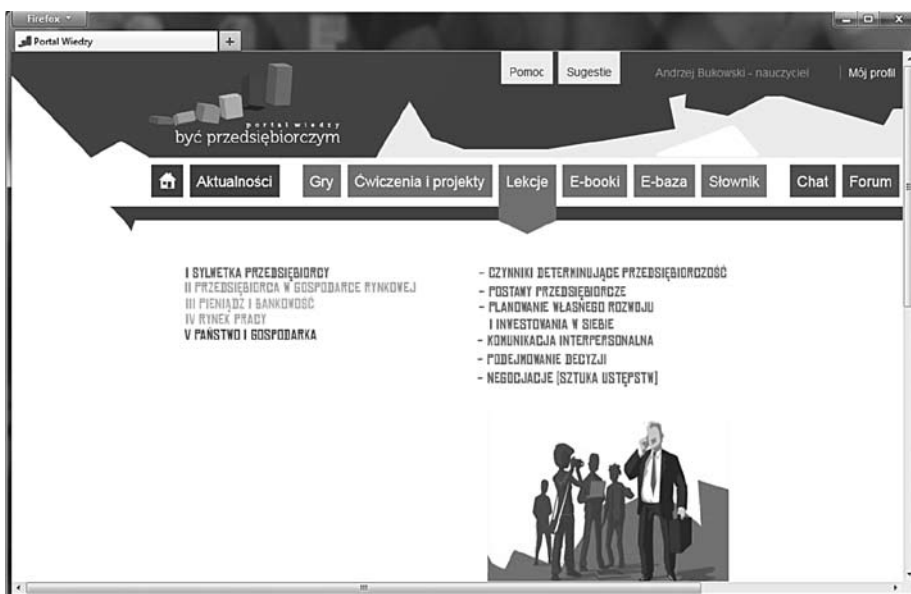 Firefox
Portal Wiedzy
+
Pomoc
Sugestie
Andrzej Bukowski - nauczyciel
Mój profil
portal wiedzy
być przedsiębiorczym
Aktualności
Gry
Ćwiczenia i projekty
Lekcje
E-booki
E-baza
Słownik
Chat
Forum
I SYLWETKA PRZEDSIĘBIORCY
II PRZEDSIĘBIORCA W GOSPODARCE RYNKOWEJ
III PIENIĄDZ I BANKOWOŚĆ
IV RYNEK PRACY
V PAŃSTWO I GOSPODARKA
- CZYNNIKI DETERMINUJĄCE PRZEDSIĘBIORCZOŚĆ
- POSTAWY PRZEDSIĘBIORCZE
- PLANOWANIE WŁASNEGO ROZWOJU
I INWESTOWANIA W SIEBIE
- KOMUNIKACJA INTERPERSONALNA
- PODEJMOWANIE DECYZJI
- NEGOCJACJE [SZTUKA USTĘPSTW]